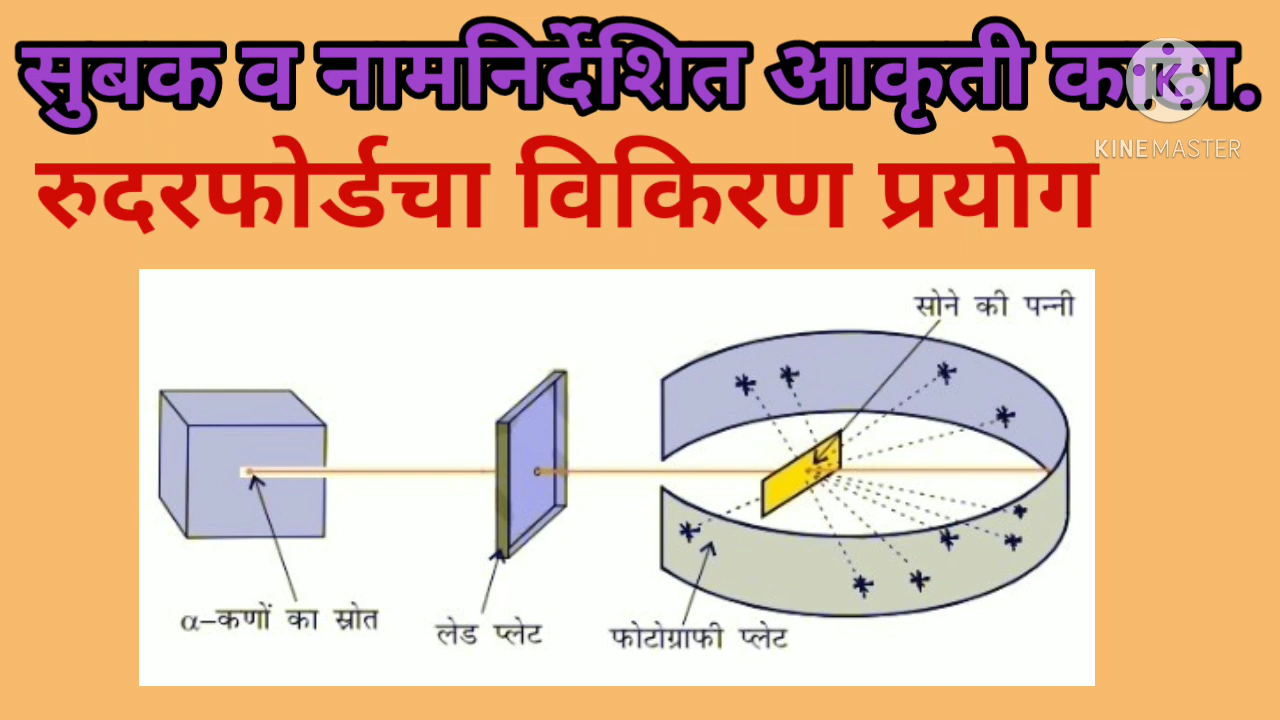 सुबक व नामनिर्देशित आकृती काढा.
KINEMASTER
रुदरफोर्डचा विकिरण प्रयोग
सोने की पन्नी
α–कणों का स्रोत
लेड प्लेट
फोटोग्राफी प्लेट